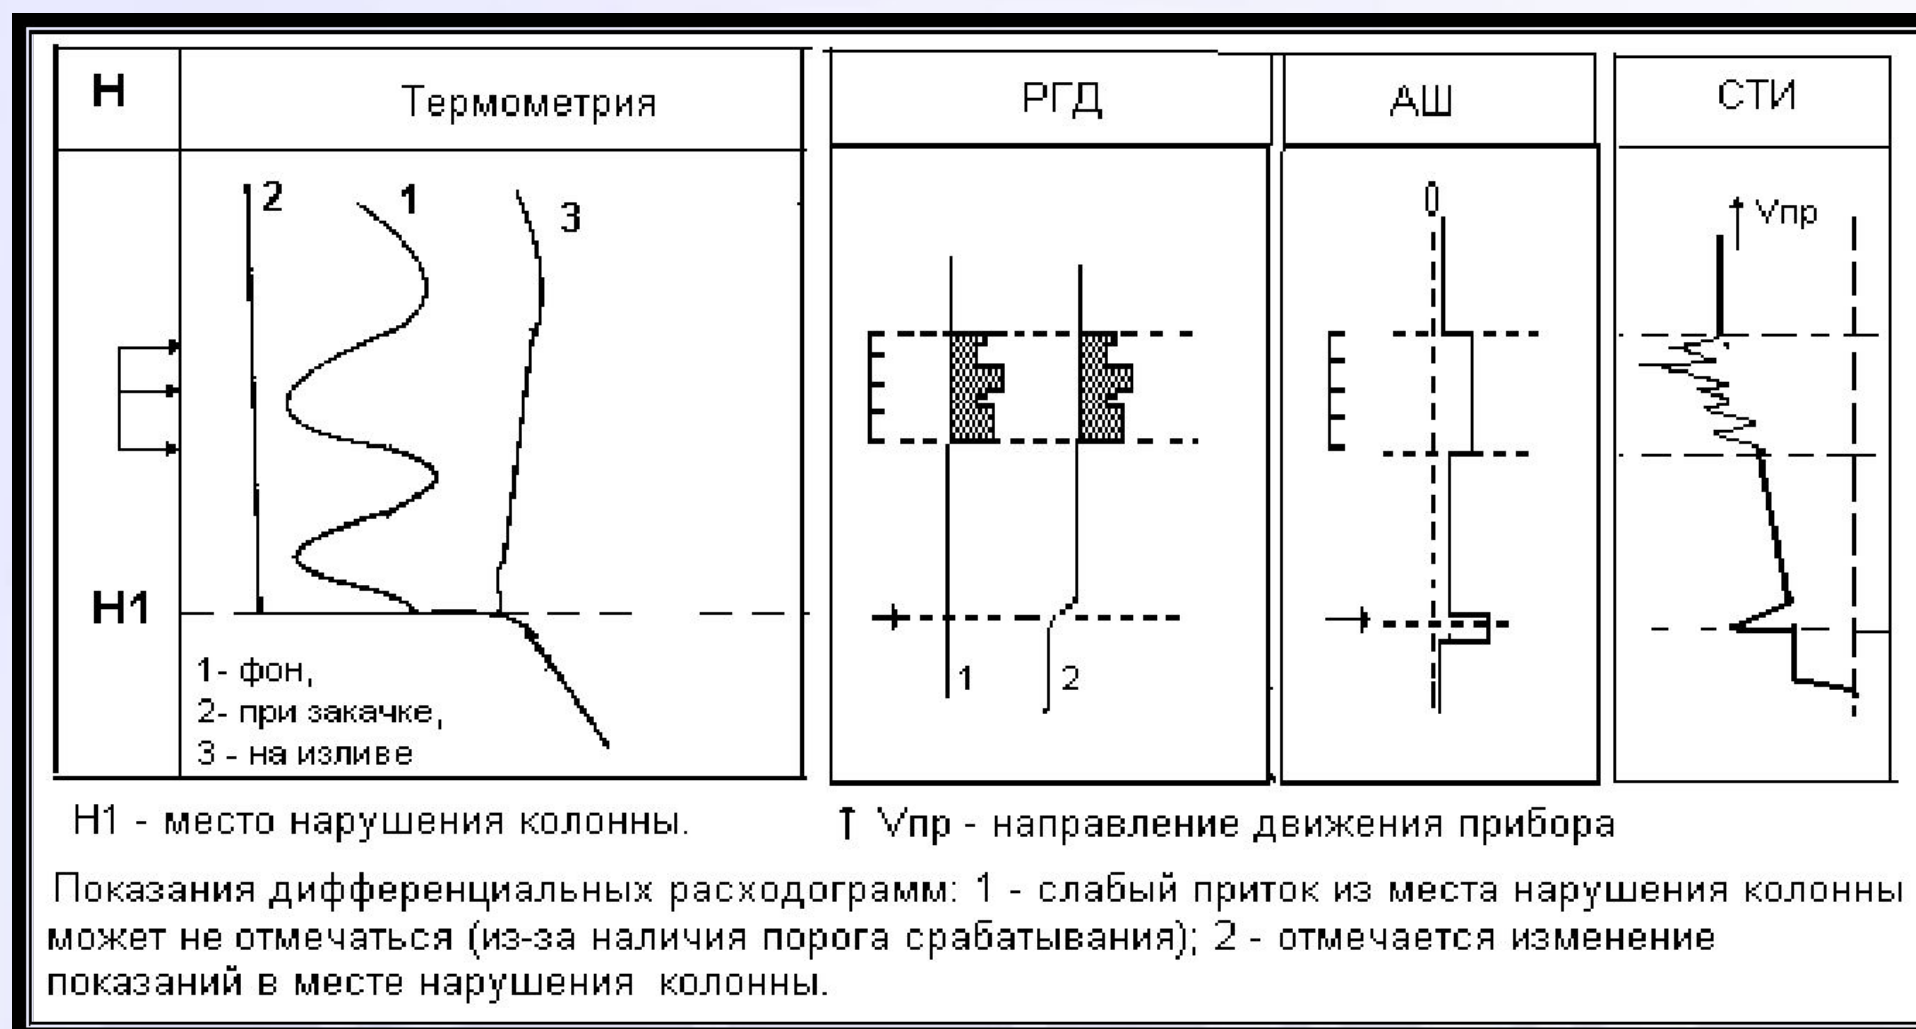 Н
Термометрия
РГД
АШ
СТИ
2
1
3
0
Vпр
Н1
1
2
1- фон,
2- при закачке,
3 - на изливе
Н1 - место нарушения колонны.
↑ Vпр - направление движения прибора
Показания дифференциальных расходограмм: 1 - слабый приток из места нарушения колонны
может не отмечаться (из-за наличия порога срабатывания); 2 - отмечается изменение
показаний в месте нарушения колонны.